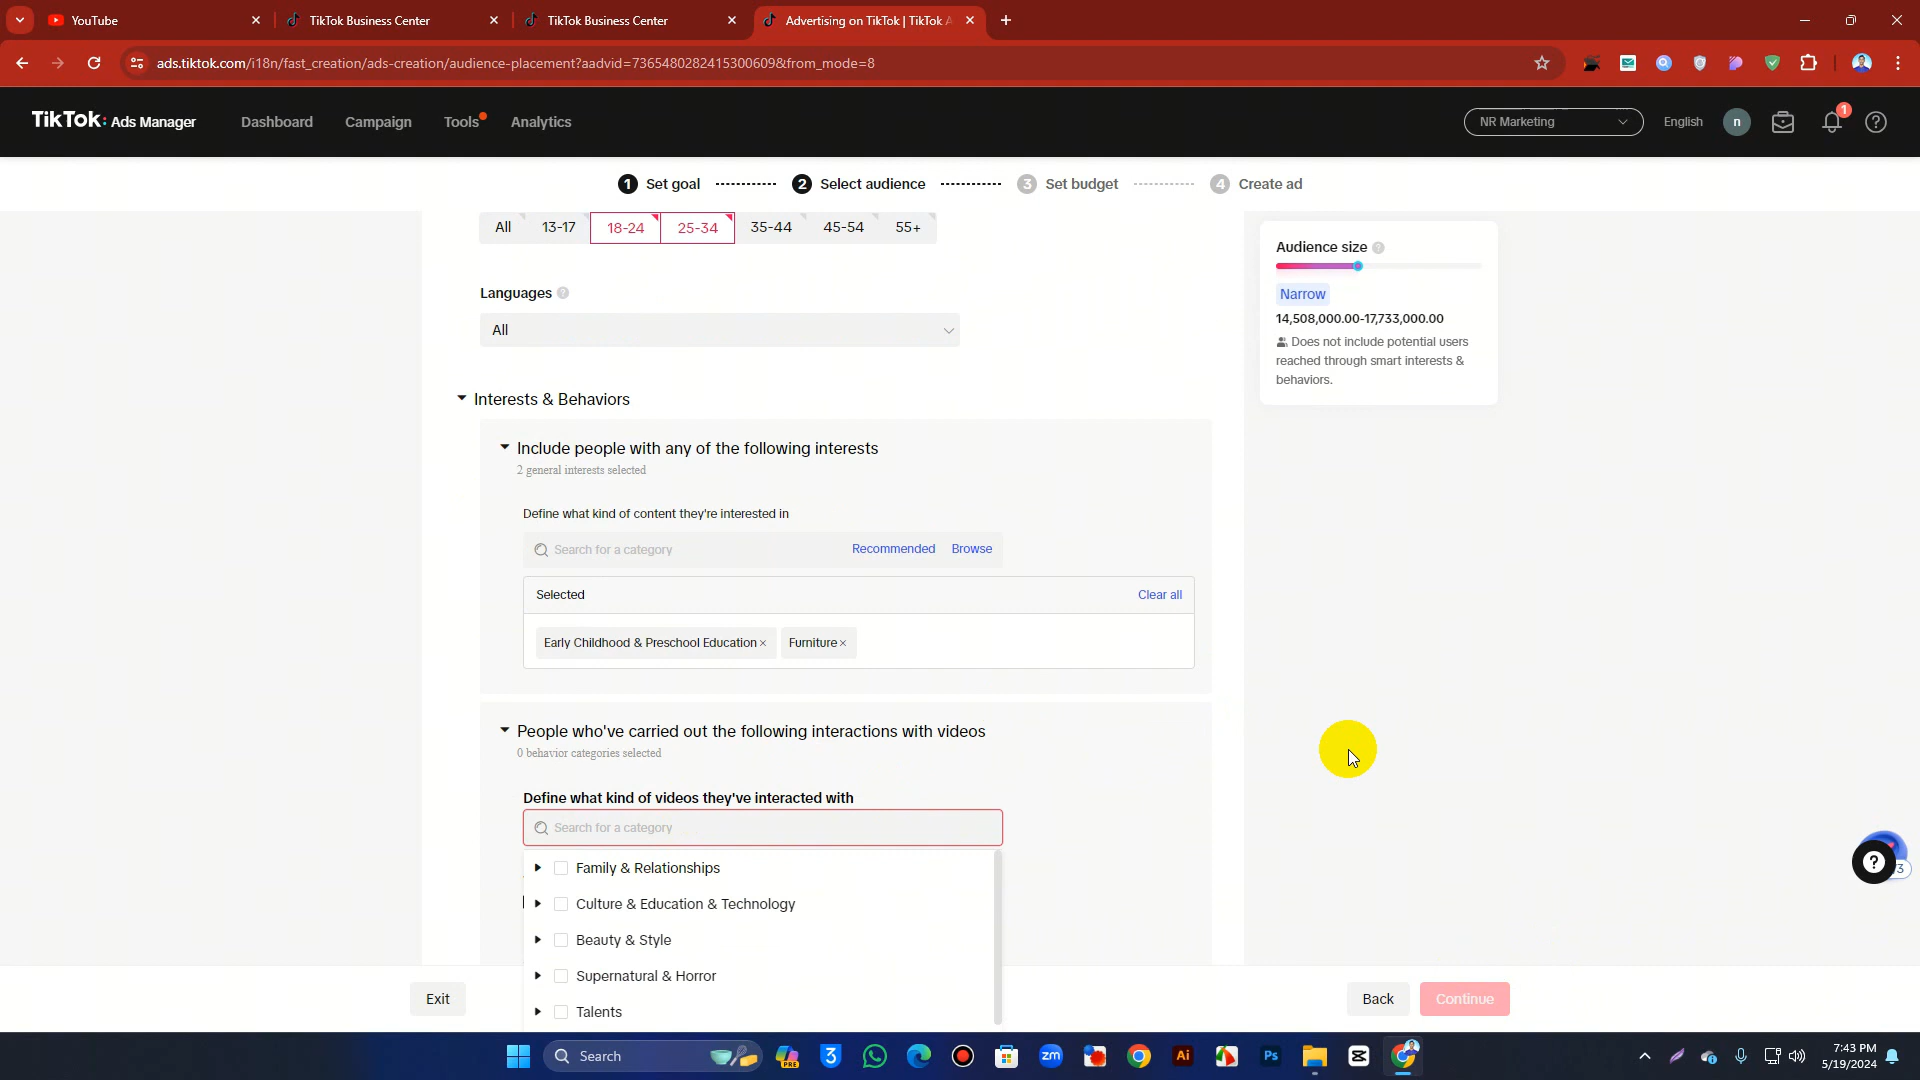 YouTube
TikTok Business Center
TikTok Business Center
Advertising on TikTok | TikTok A
ads.tiktok.com/i18n/fast_creation/ads-creation/audience-placement?aadvid=7365480282415300609&from_mode=8
TikTok: Ads Manager
Dashboard
Campaign
Tools
Analytics
NR Marketing
English
n
1
1 Set goal
2 Select audience
3 Set budget
4 Create ad
All
13-17
18-24
25-34
35-44
45-54
55+
Languages
All
Audience size
Narrow
14,508,000.00-17,733,000.00
Does not include potential users
reached through smart interests &
behaviors.
Interests & Behaviors
Include people with any of the following interests
2 general interests selected
Define what kind of content they're interested in
Search for a category
Recommended
Browse
Selected
Clear all
Early Childhood & Preschool Education ×
Furniture ×
People who've carried out the following interactions with videos
0 behavior categories selected
Define what kind of videos they've interacted with
Search for a category
Family & Relationships
Culture & Education & Technology
Beauty & Style
Supernatural & Horror
Talents
Exit
Back
Continue
Search
PRE
3
zm
Ai
Ps
7:43 PM
5/19/2024